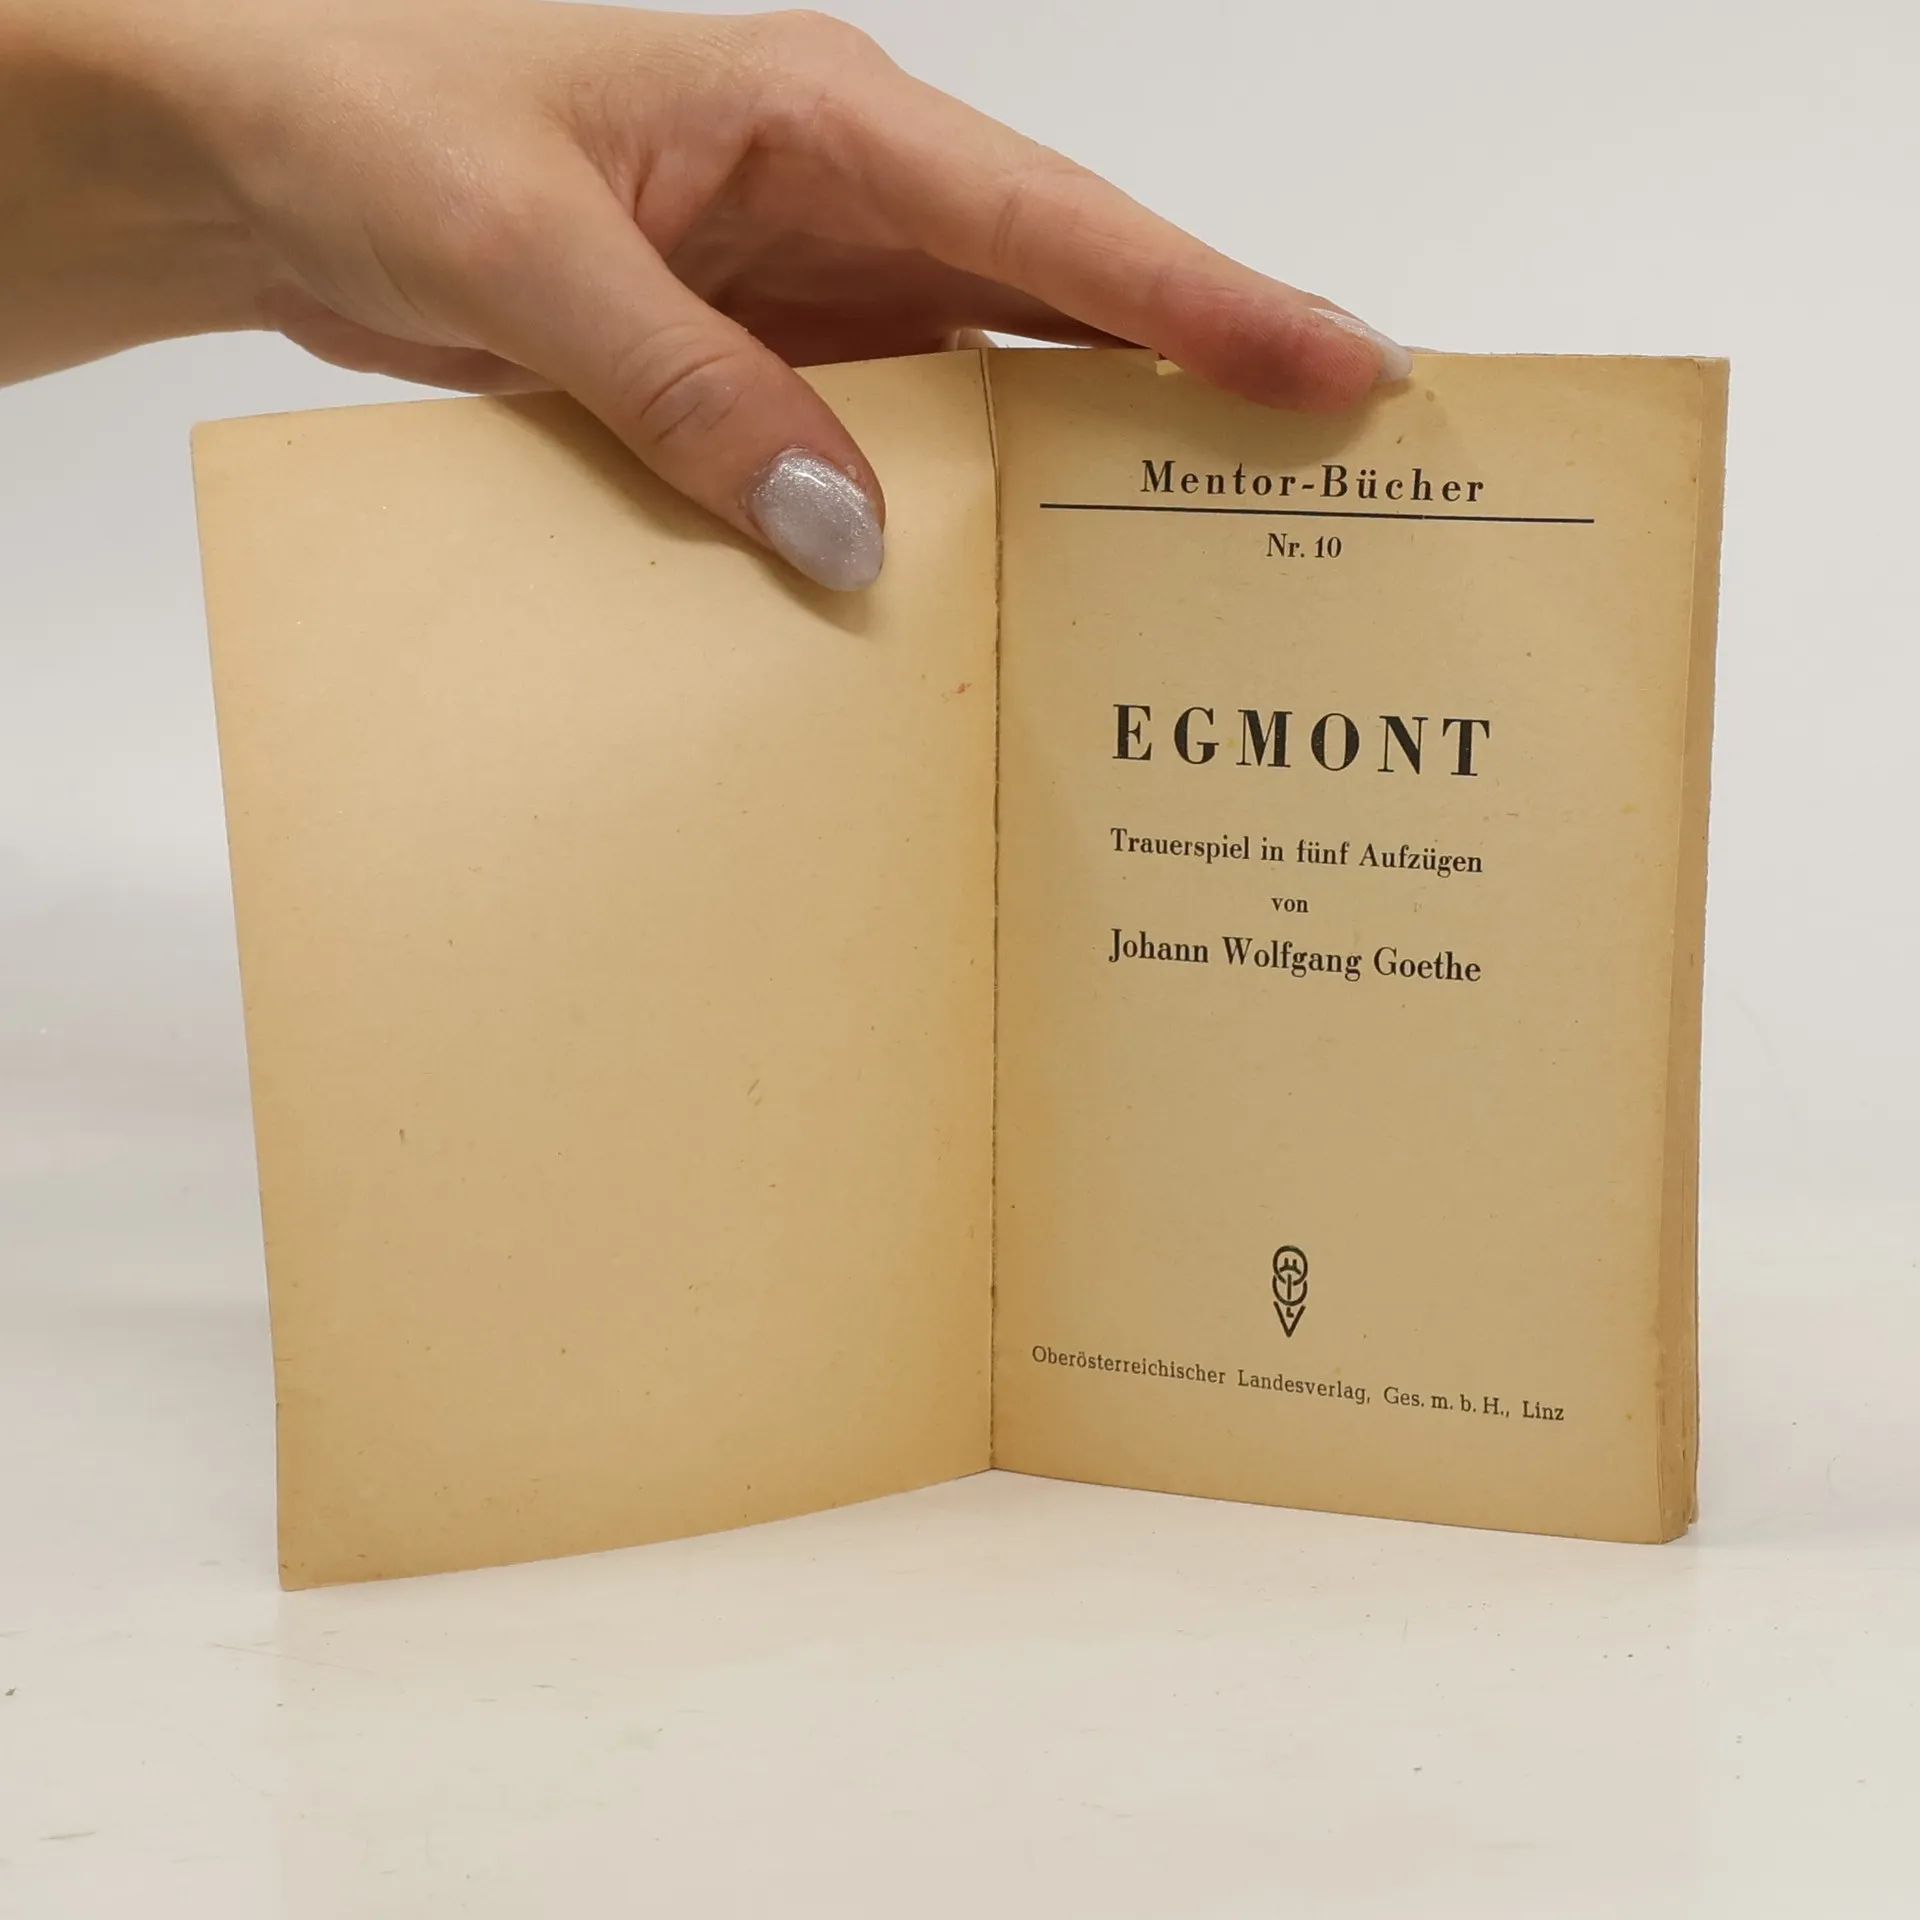 Mentor-Bücher
Nr. 10
EGMONT
Trauerspiel in fünf Aufzügen
von
Johann Wolfgang Goethe
Oberösterreichischer Landesverlag, Ges. m. b. H., Linz